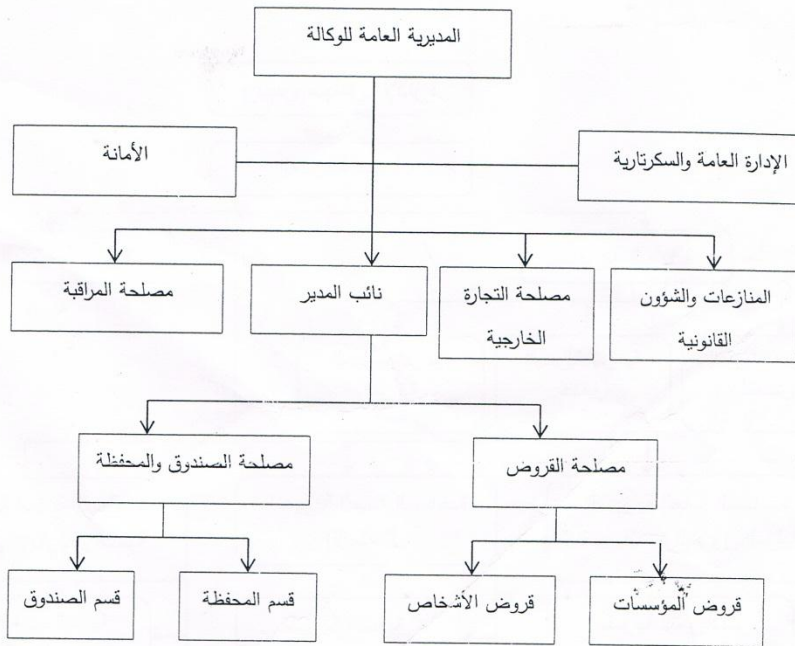 المديرية العامة للوكالة
الإدارة العامة والسكرتارية
الأمانة
المنازعات والشؤون
القانونية
مصلحة التجارة
الخارجية
نائب المدير
مصلحة المراقبة
مصلحة القروض
مصلحة الصندوق والمحفظة
قروض المؤسسات
قروض الأشخاص
قسم المحفظة
قسم الصندوق